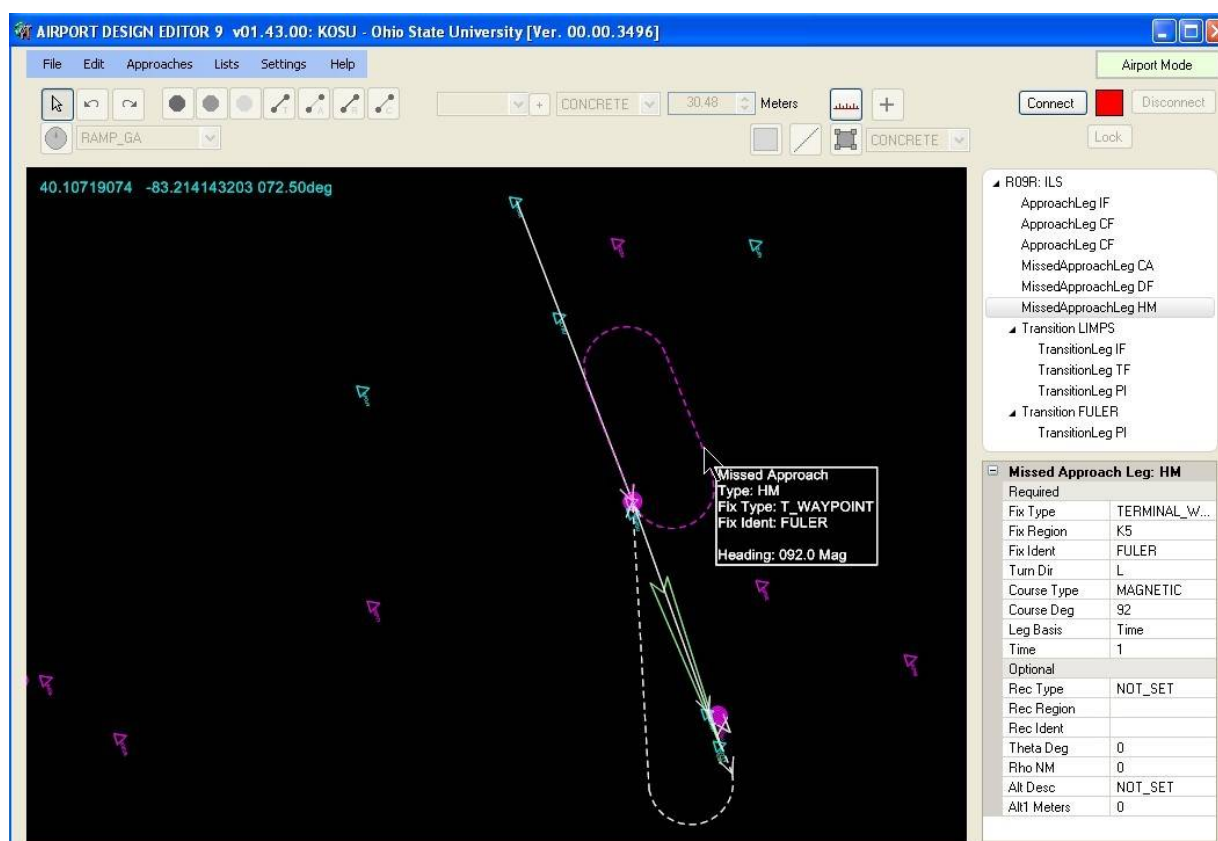 AIRPORT DESIGN EDITOR 9 v01.43.00: KOSU - Ohio State University [Ver. 00.00.3496]
File Edit Approaches Lists Settings Help
Airport Mode
CONCRETE 30.48 Meters
Connect Disconnect
RAMP_GA
CONCRETE
Lock
40.10719074 -83.214143203 072.50deg
R09R: ILS
ApproachLeg IF
ApproachLeg CF
ApproachLeg CF
MissedApproachLeg CA
MissedApproachLeg DF
MissedApproachLeg HM
Transition LIMPS
TransitionLeg IF
TransitionLeg TF
TransitionLeg PI
Transition FULER
TransitionLeg PI
Missed Approach
Type: HM
Fix Type: T_WAYPOINT
Fix Ident: FULER
Heading: 092.0 Mag
Missed Approach Leg: HM
Required
Fix Type TERMINAL_W...
Fix Region K5
Fix Ident FULER
Turn Dir L
Course Type MAGNETIC
Course Deg 92
Leg Basis Time
Time 1
Optional
Rec Type NOT_SET
Rec Region
Rec Ident
Theta Deg 0
Rho NM 0
Alt Desc NOT_SET
Alt1 Meters 0